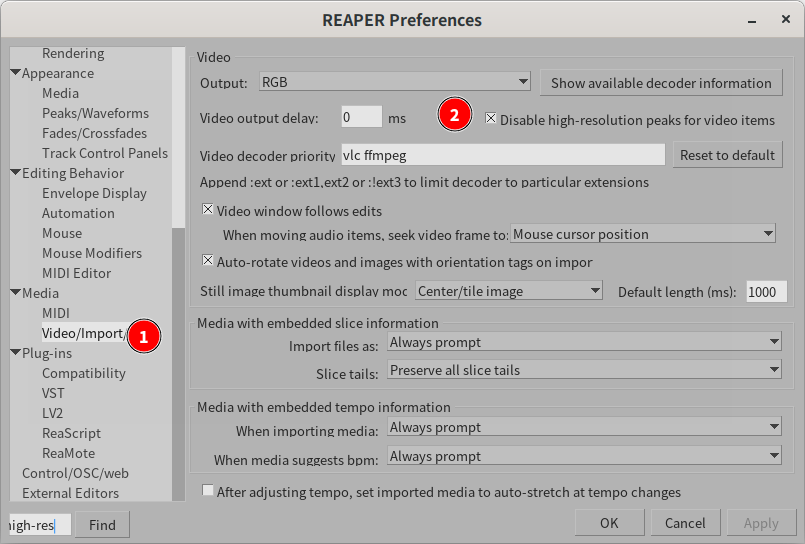 REAPER Preferences
Rendering
Appearance
Media
Peaks/Waveforms
Fades/Crossfades
Track Control Panels
Editing Behavior
Envelope Display
Automation
Mouse
Mouse Modifiers
MIDI Editor
Media
MIDI
Video/Import/
1
Plug-ins
Compatibility
VST
LV2
ReaScript
ReaMote
Control/OSC/web
External Editors
high-res
Find
Video
Output: RGB Show available decoder information
Video output delay: 0 ms 2 Disable high-resolution peaks for video items
Video decoder priority vlc ffmpeg Reset to default
Append :ext or :ext1,ext2 or :!ext3 to limit decoder to particular extensions
Video window follows edits
When moving audio items, seek video frame to: Mouse cursor position
Auto-rotate videos and images with orientation tags on impor
Still image thumbnail display moc Center/tile image Default length (ms): 1000
Media with embedded slice information
Import files as: Always prompt
Slice tails: Preserve all slice tails
Media with embedded tempo information
When importing media: Always prompt
When media suggests bpm: Always prompt
After adjusting tempo, set imported media to auto-stretch at tempo changes
OK Cancel Apply